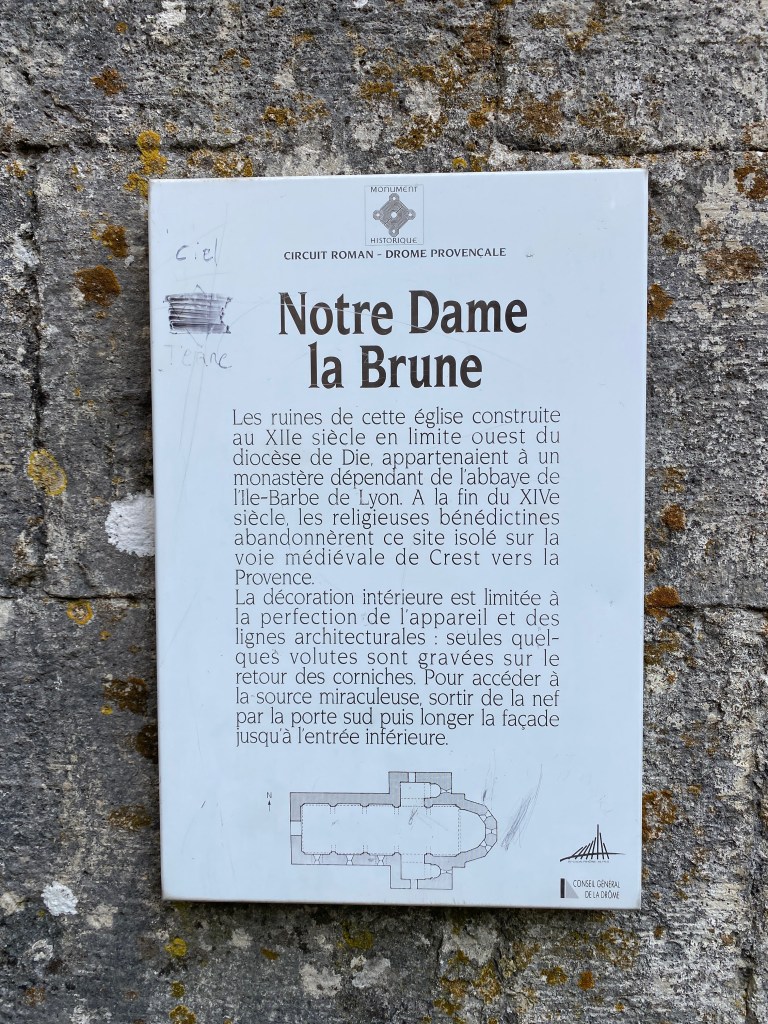 MONUMENT
HISTORIQUE
CIRCUIT ROMAN - DROME PROVENÇALE
Ciel
Notre Dame
la Brune
Les ruines de cette église construite
au XIIe siècle en limite ouest du
diocèse de Die, appartenaient à un
monastère dépendant de l'abbaye de
l'Ile-Barbe de Lyon. A la fin du XIVe
siècle, les religieuses bénédictines
abandonnèrent ce site isolé sur la
voie médiévale de Crest vers la
Provence.
La décoration intérieure est limitée à
la perfection de l'appareil et des
lignes architecturales : seules quel-
ques volutes sont gravées sur le
retour des corniches. Pour accéder à
la source miraculeuse, sortir de la nef
par la porte sud puis longer la façade
jusqu'à l'entrée inférieure.
N
CONSEIL GÉNÉRAL
DE LA DRÔME